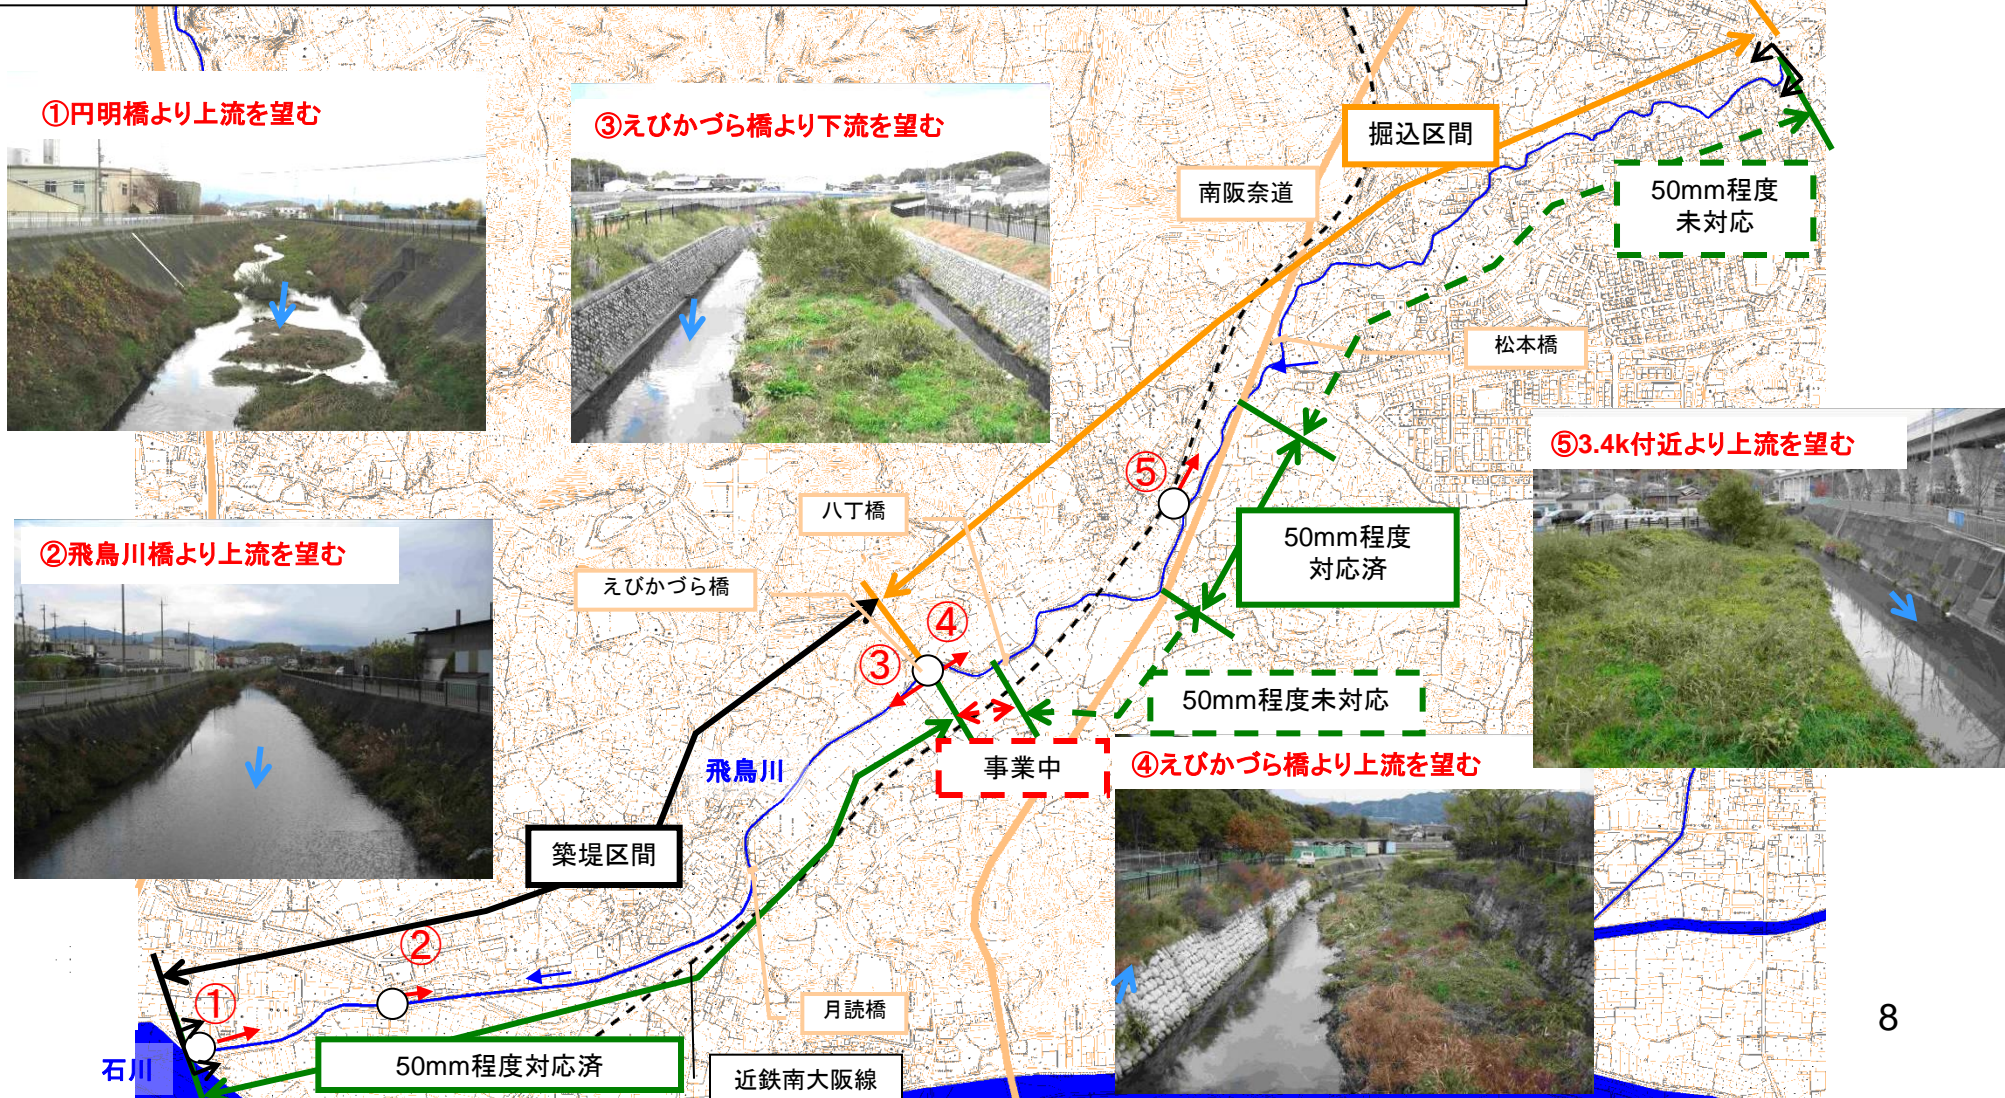 ①円明橋より上流を望む
③えびかづら橋より下流を望む
掘込区間
南阪奈道
50mm程度
未対応
松本橋
⑤3.4k付近より上流を望む
⑤
八丁橋
50mm程度
対応済
②飛鳥川橋より上流を望む
えびかづら橋
④
③
50mm程度未対応
飛鳥川
事業中
④えびかづら橋より上流を望む
築堤区間
②
①
月読橋
石川
50mm程度対応済
近鉄南大阪線
8